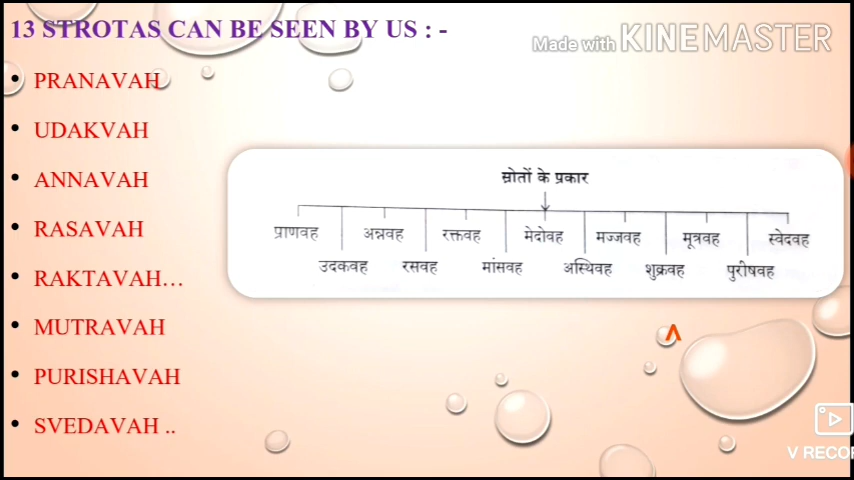 13 STROTAS CAN BE SEEN BY US : -
Made with KINEMASTER
• PRANAVAH
• UDAKVAH
• ANNAVAH
• RASAVAH
• RAKTAVAH…
• MUTRAVAH
• PURISHAVAH
• SVEDAVAH ..
स्रोतों के प्रकार
प्राणवह अन्नवह रक्तवह मेदोवह मज्जवह मूत्रवह स्वेदवह
उदकवह रसवह मांसवह अस्थिवह शुक्रवह पुरीषवह
V RECOR